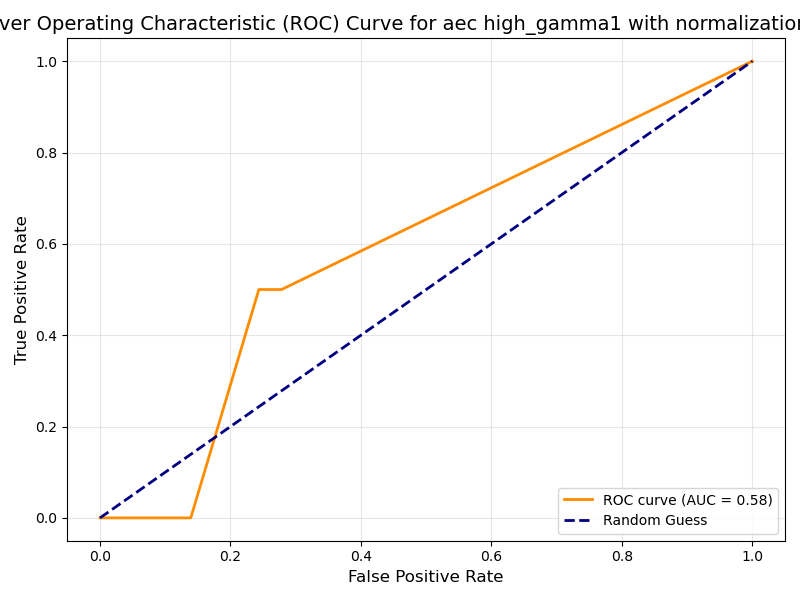 ver Operating Characteristic (ROC) Curve for aec high_gamma1 with normalization
True Positive Rate
1.0
0.8
0.6
0.4
0.2
0.0
ROC curve (AUC = 0.58)
Random Guess
0.0 0.2 0.4 0.6 0.8 1.0
False Positive Rate